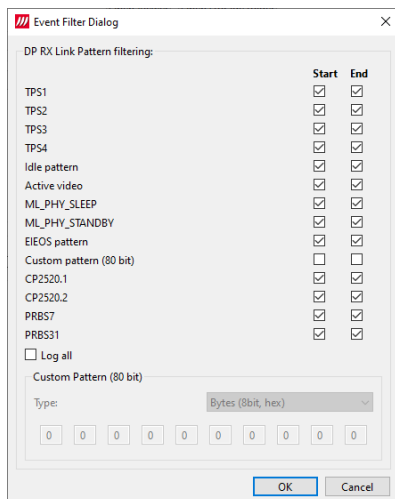 Event Filter Dialog
DP RX Link Pattern filtering:
Start End
TPS1
TPS2
TPS3
TPS4
Idle pattern
Active video
ML_PHY_SLEEP
ML_PHY_STANDBY
EIEOS pattern
Custom pattern (80 bit)
CP2520.1
CP2520.2
PRBS7
PRBS31
Log all
Custom Pattern (80 bit)
Type: Bytes (8bit, hex)
0 0 0 0 0 0 0 0 0 0
OK Cancel